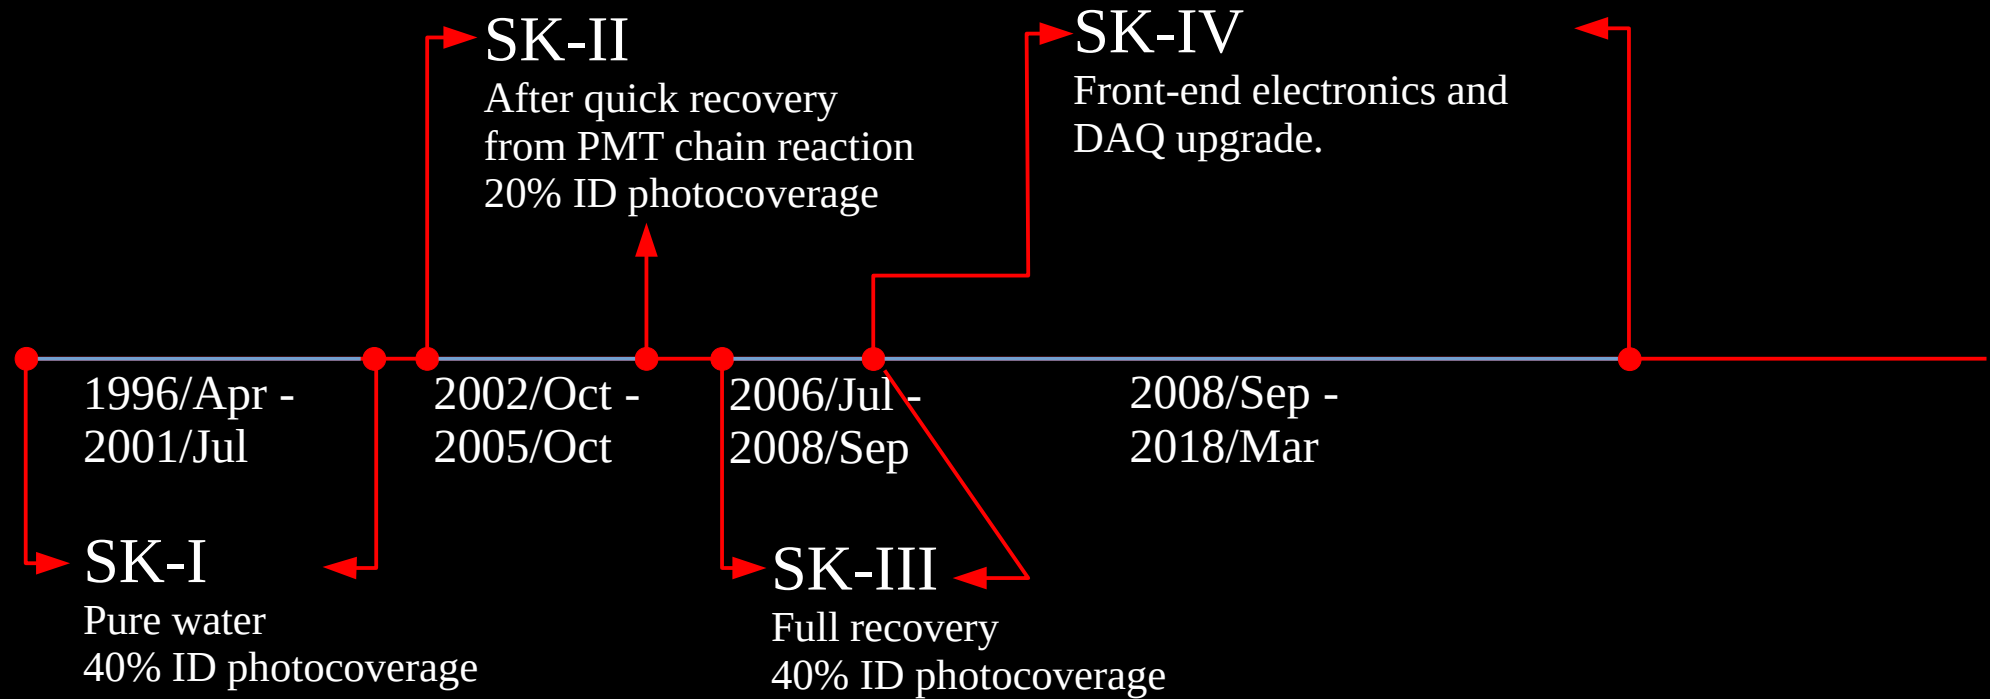 SK-II
After quick recovery
from PMT chain reaction
20% ID photocoverage
SK-IV
Front-end electronics and
DAQ upgrade.
1996/Apr -
2001/Jul
2002/Oct -
2005/Oct
2006/Jul -
2008/Sep
2008/Sep -
2018/Mar
SK-I
Pure water
40% ID photocoverage
SK-III
Full recovery
40% ID photocoverage